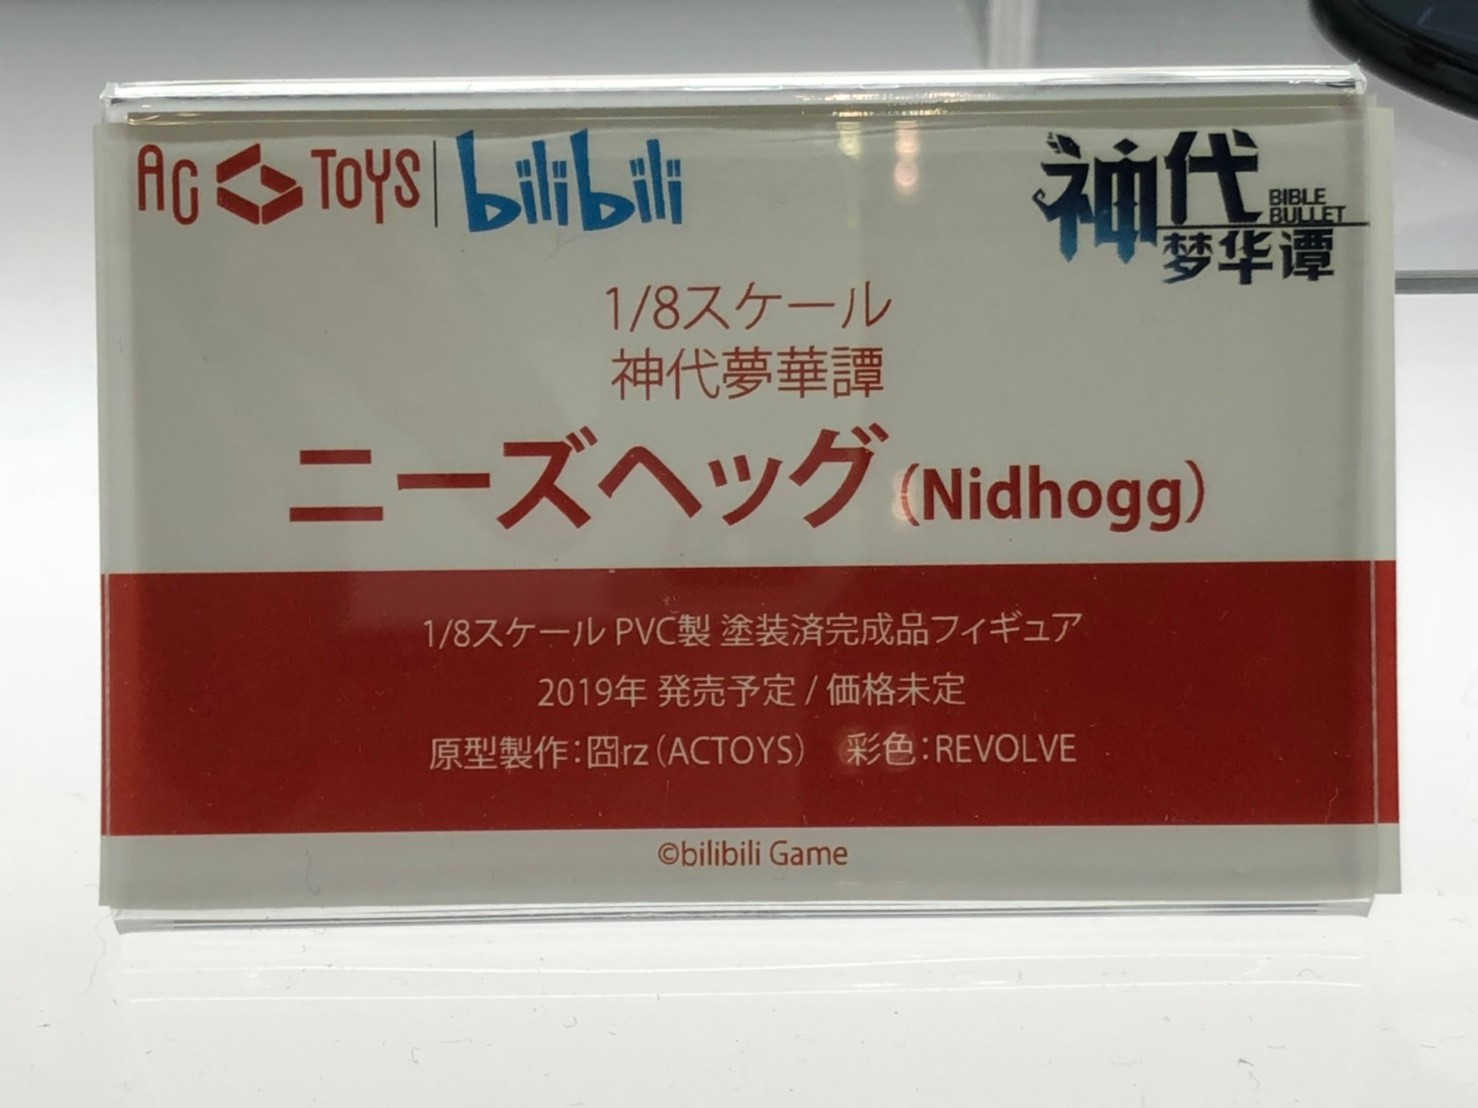 AC TOYS bilibili
神代梦华谭 BIBLE BULLET
1/8スケール
神代夢華譚
ニーズヘッグ(Nidhogg)
1/8スケール PVC製 塗装済完成品フィギュア
2019年 発売予定 / 価格未定
原型製作:囧rz(ACTOYS) 彩色:REVOLVE
©bilibili Game